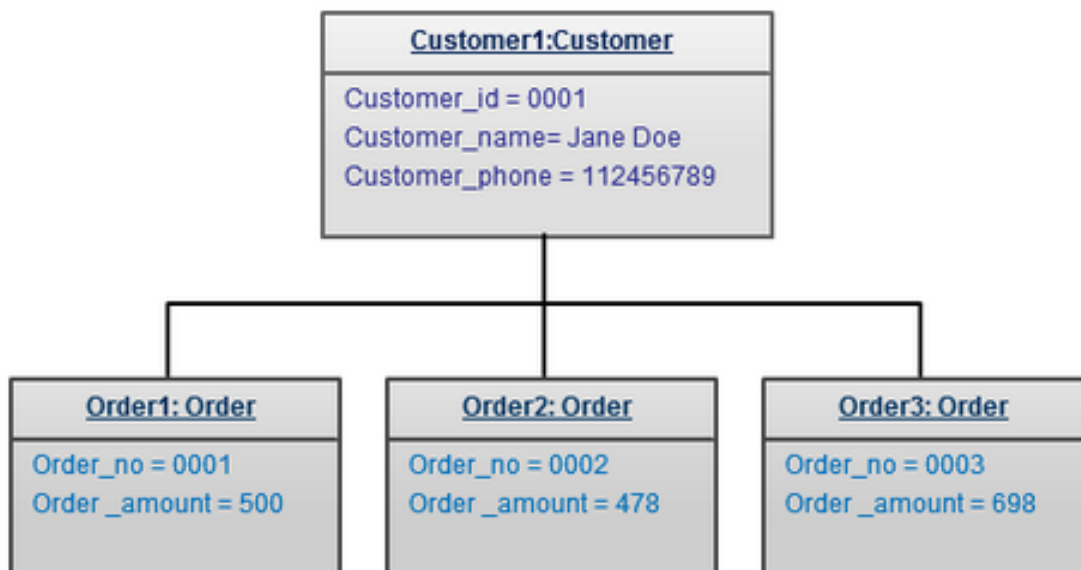 Customer1:Customer
Customer_id = 0001
Customer_name= Jane Doe
Customer_phone = 112456789
Order1: Order
Order_no = 0001
Order _amount = 500
Order2: Order
Order_no = 0002
Order _amount = 478
Order3: Order
Order_no = 0003
Order _amount = 698